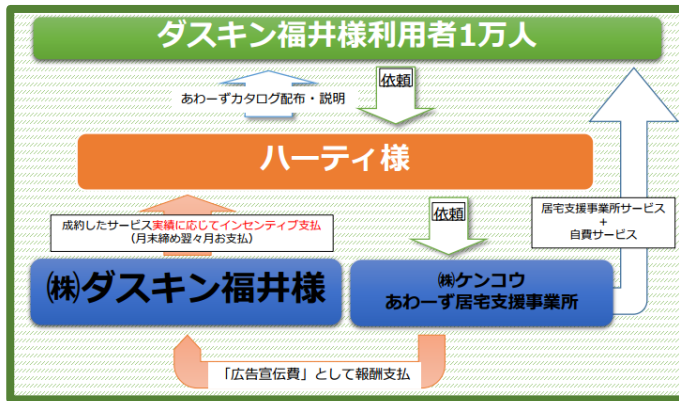 ダスキン福井様利用者1万人
あわーずカタログ配布・説明
依頼
ハーティ様
成約したサービス実績に応じてインセンティブ支払
(月末締め翌々月お支払)
依頼
居宅支援事業所サービス
+
自費サービス
㈱ダスキン福井様
㈱ケンコウ
あわーず居宅支援事業所
「広告宣伝費」として報酬支払